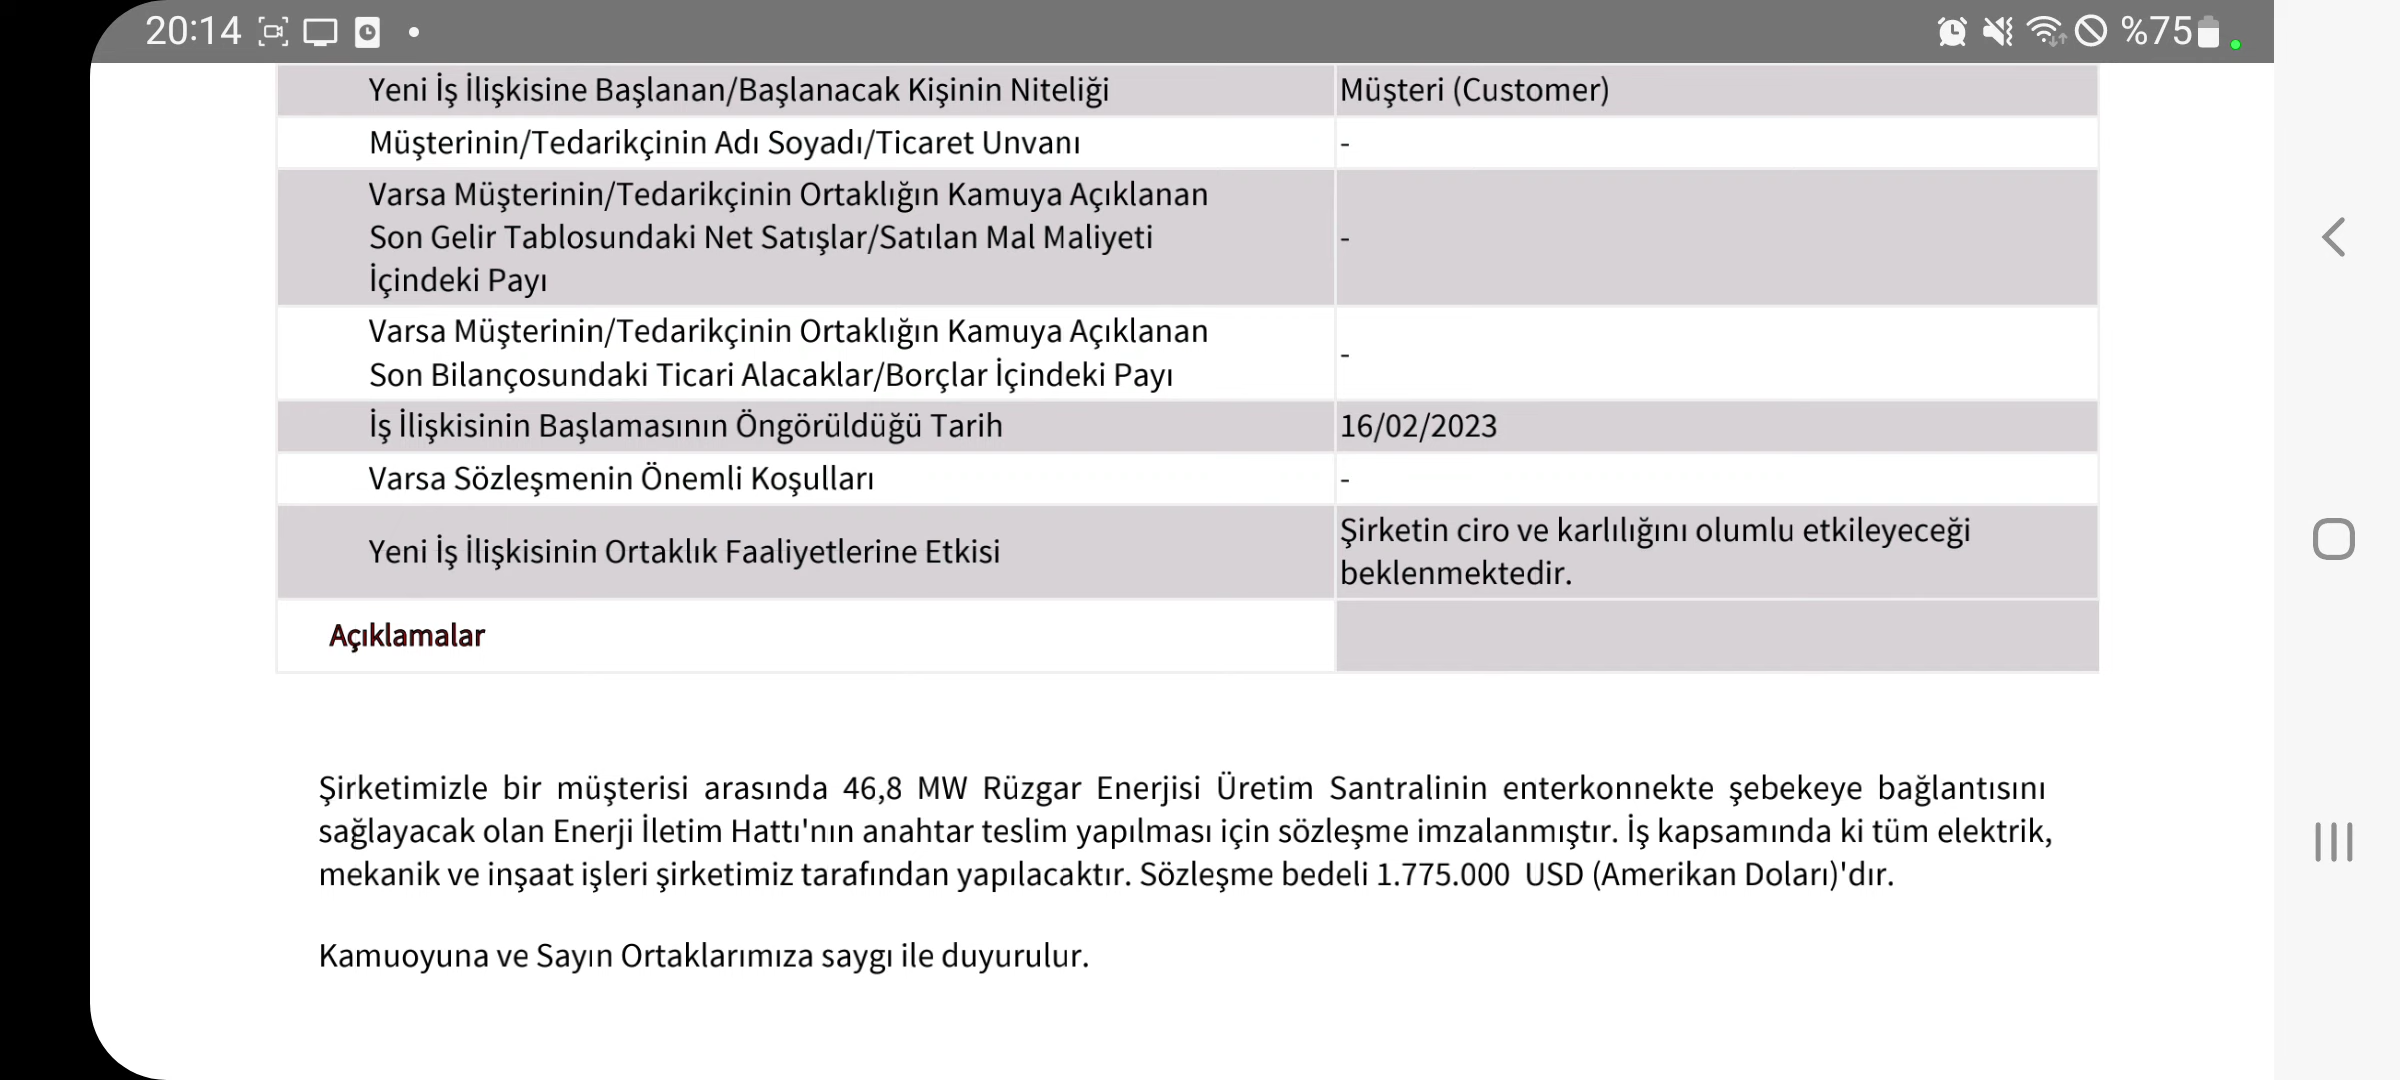 20:14 %75
Yeni İş İlişkisine Başlanan/Başlanacak Kişinin Niteliği Müşteri (Customer)
Müşterinin/Tedarikçinin Adı Soyadı/Ticaret Unvanı -
Varsa Müşterinin/Tedarikçinin Ortaklığın Kamuya Açıklanan
Son Gelir Tablosundaki Net Satışlar/Satılan Mal Maliyeti -
İçindeki Payı
Varsa Müşterinin/Tedarikçinin Ortaklığın Kamuya Açıklanan
Son Bilançosundaki Ticari Alacaklar/Borçlar İçindeki Payı -
İş İlişkisinin Başlamasının Öngörüldüğü Tarih 16/02/2023
Varsa Sözleşmenin Önemli Koşulları -
Yeni İş İlişkisinin Ortaklık Faaliyetlerine Etkisi
Şirketin ciro ve karlılığını olumlu etkileyeceği
beklenmektedir.
Açıklamalar
Şirketimizle bir müşterisi arasında 46,8 MW Rüzgar Enerjisi Üretim Santralinin enterkonnekte şebekeye bağlantısını
sağlayacak olan Enerji İletim Hattı'nın anahtar teslim yapılması için sözleşme imzalanmıştır. İş kapsamında ki tüm elektrik,
mekanik ve inşaat işleri şirketimiz tarafından yapılacaktır. Sözleşme bedeli 1.775.000 USD (Amerikan Doları)'dır.
Kamuoyuna ve Sayın Ortaklarımıza saygı ile duyurulur.